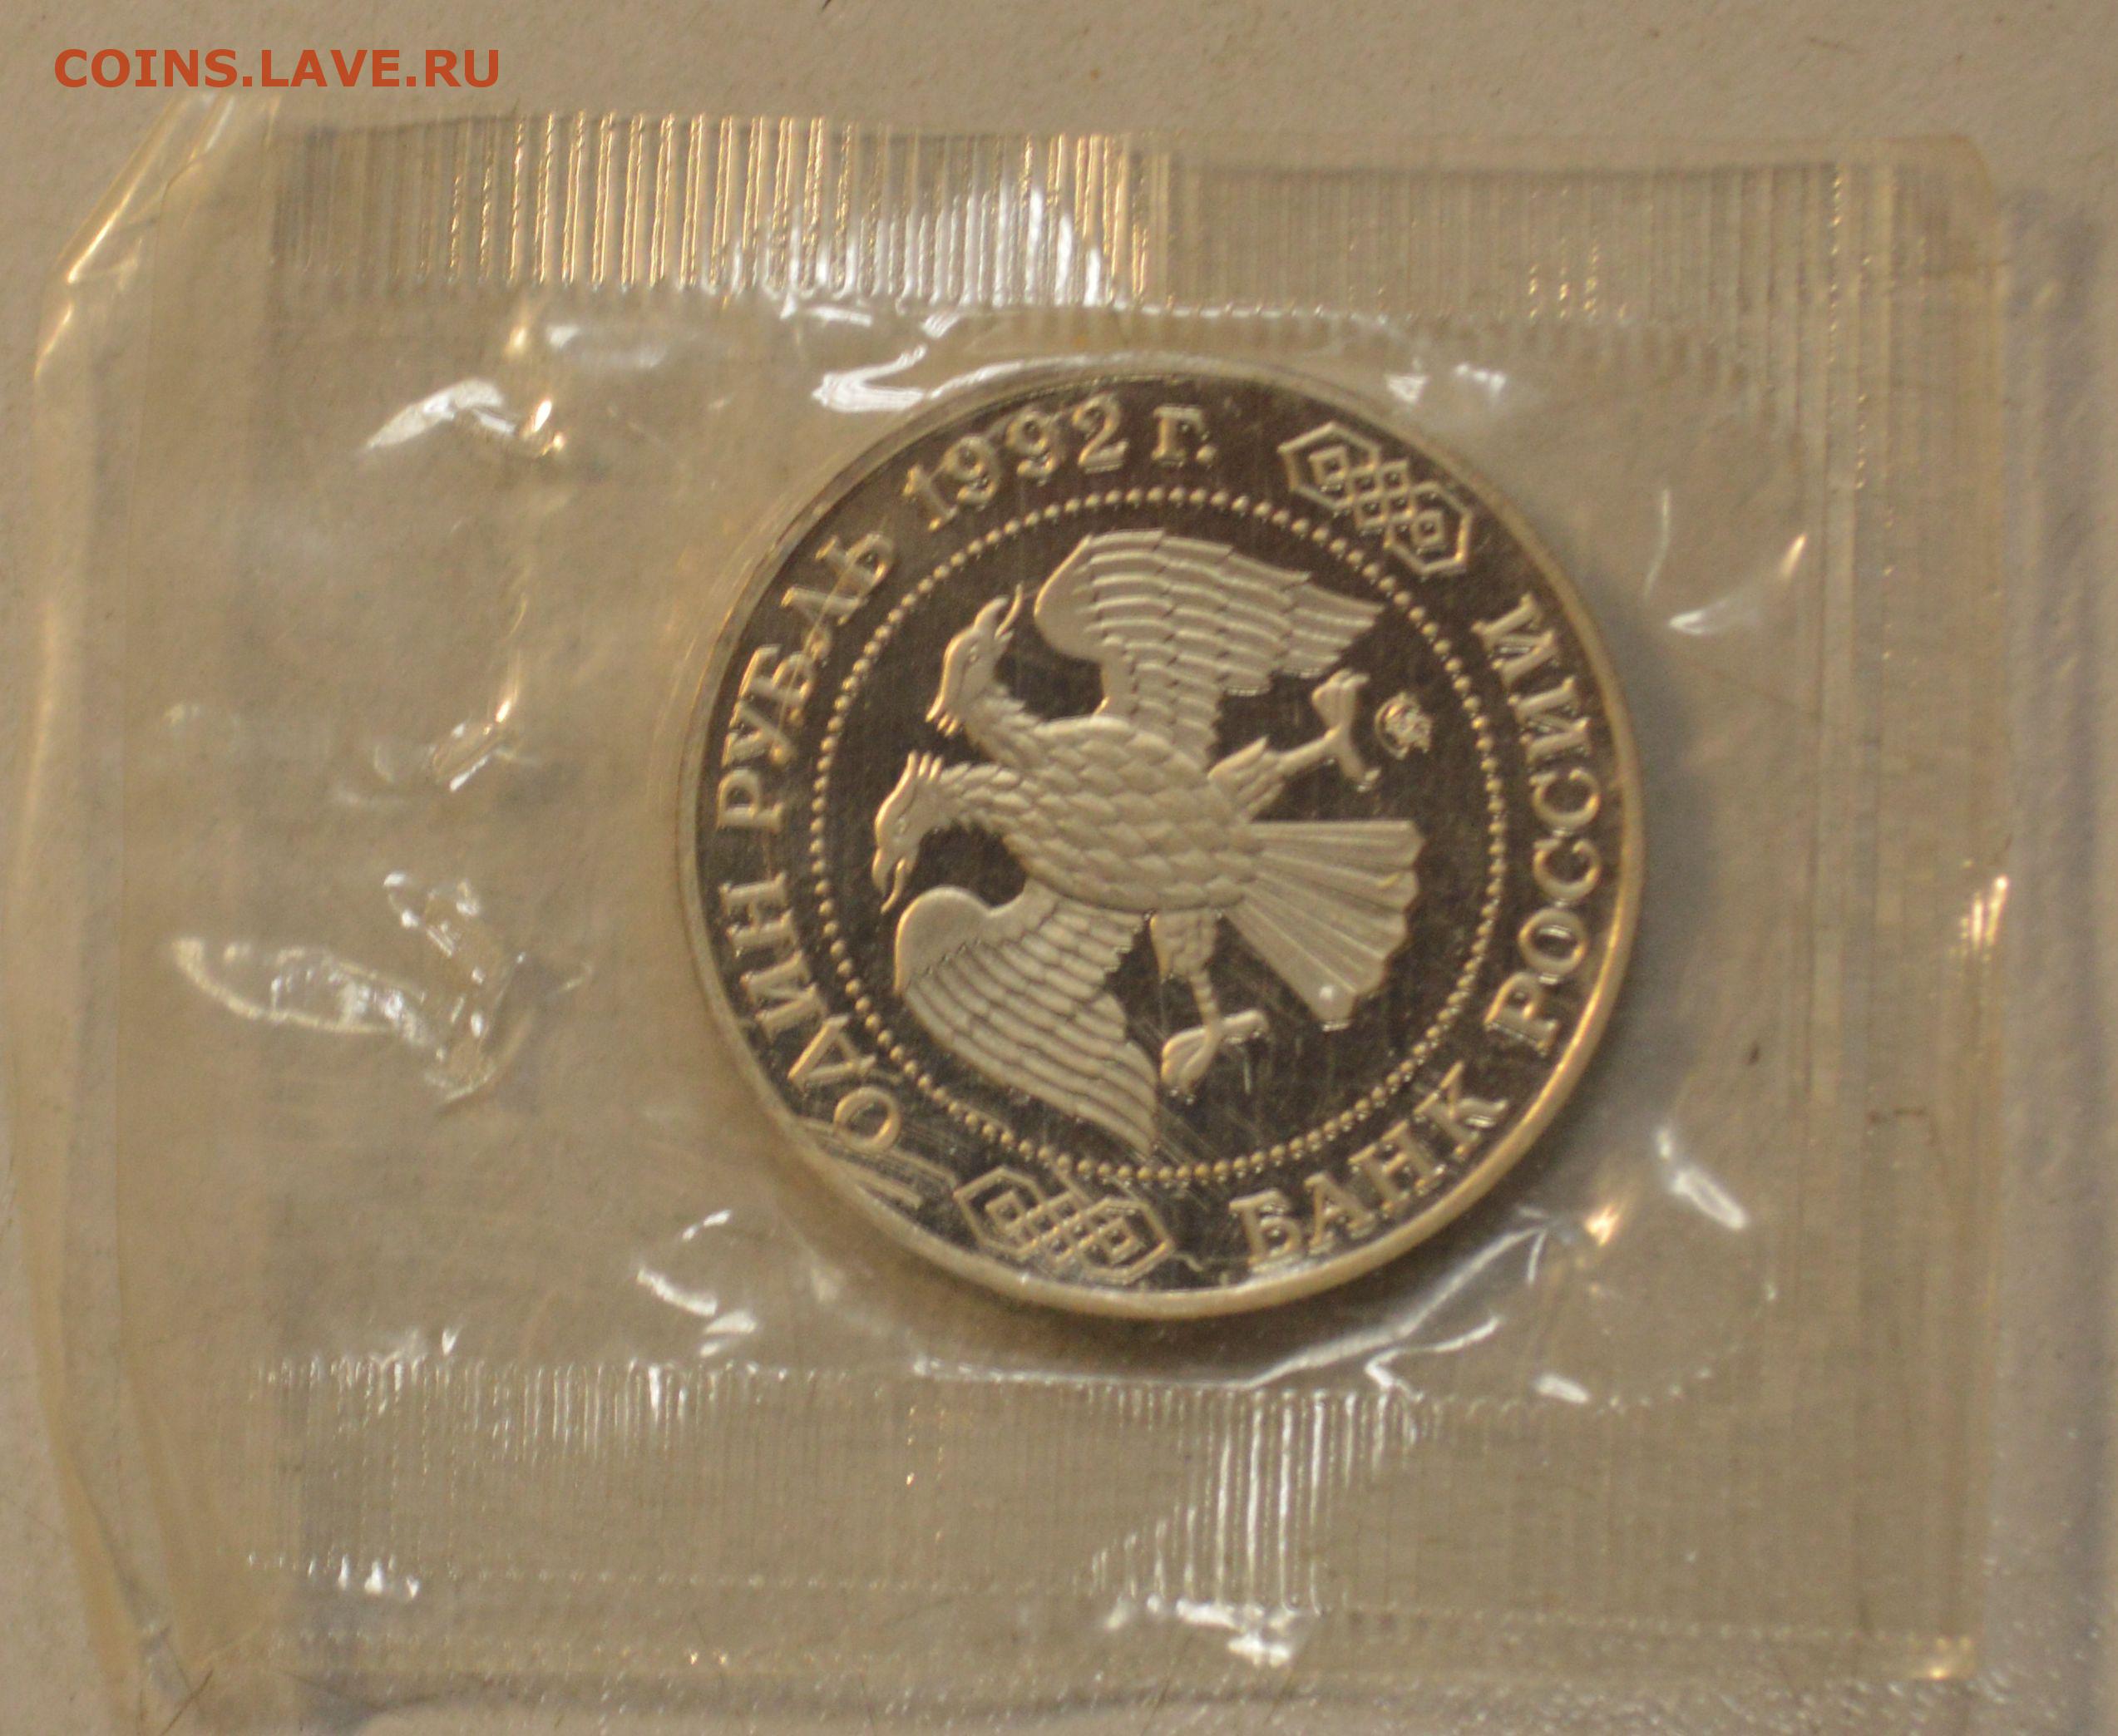 COINS.LAVE.RU
ОДИН РУБЛЬ 1992 г.
БАНК РОССИИ